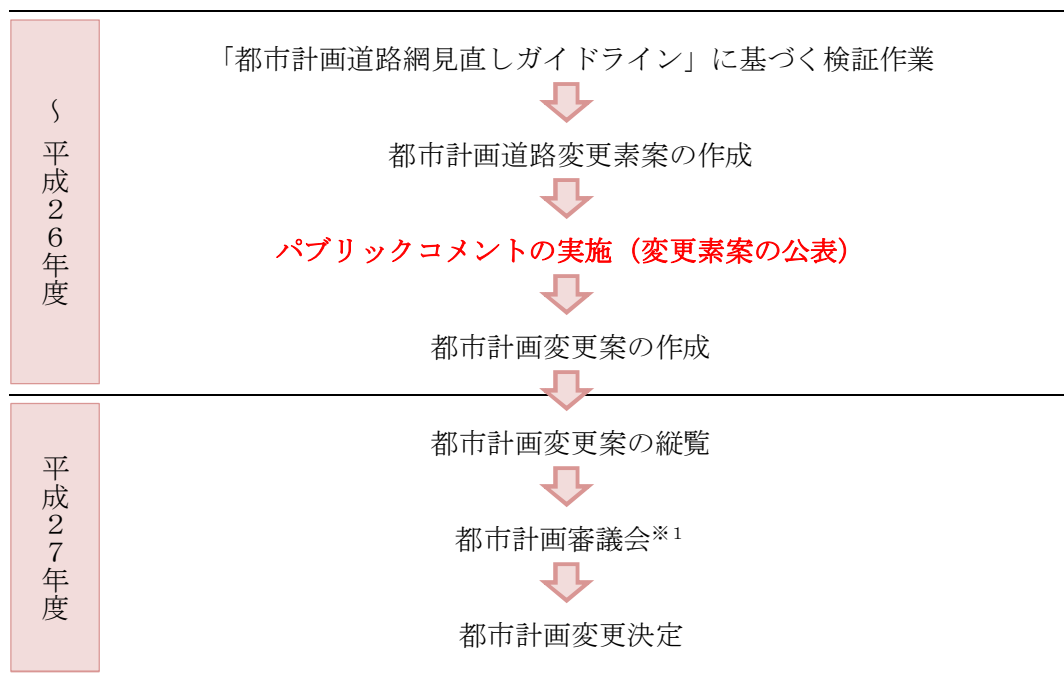 ～平成２６年度
「都市計画道路網見直しガイドライン」に基づく検証作業
都市計画道路変更素案の作成
パブリックコメントの実施（変更素案の公表）
都市計画変更案の作成
平成２７年度
都市計画変更案の縦覧
都市計画審議会※1
都市計画変更決定